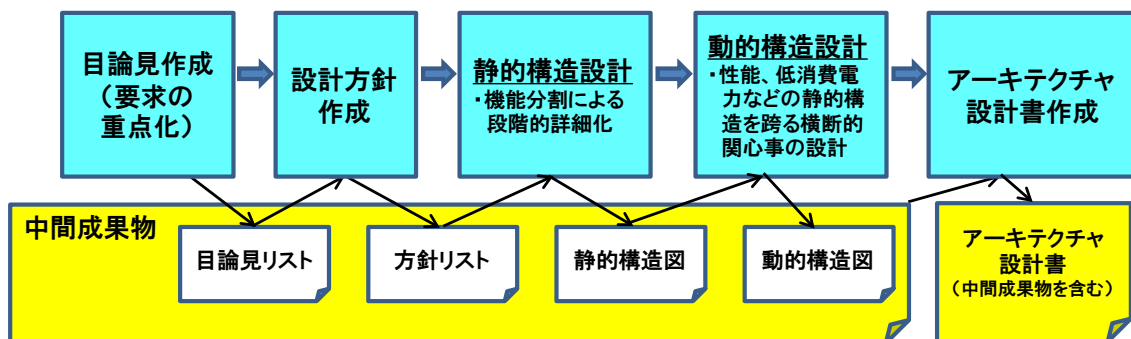 目論見作成
(要求の
重点化)
設計方針
作成
静的構造設計
・機能分割による
段階的詳細化
動的構造設計
・性能、低消費電
力などの静的構
造を跨る横断的
関心事の設計
アーキテクチャ
設計書作成
中間成果物
目論見リスト
方針リスト
静的構造図
動的構造図
アーキテクチャ
設計書
(中間成果物を含む)